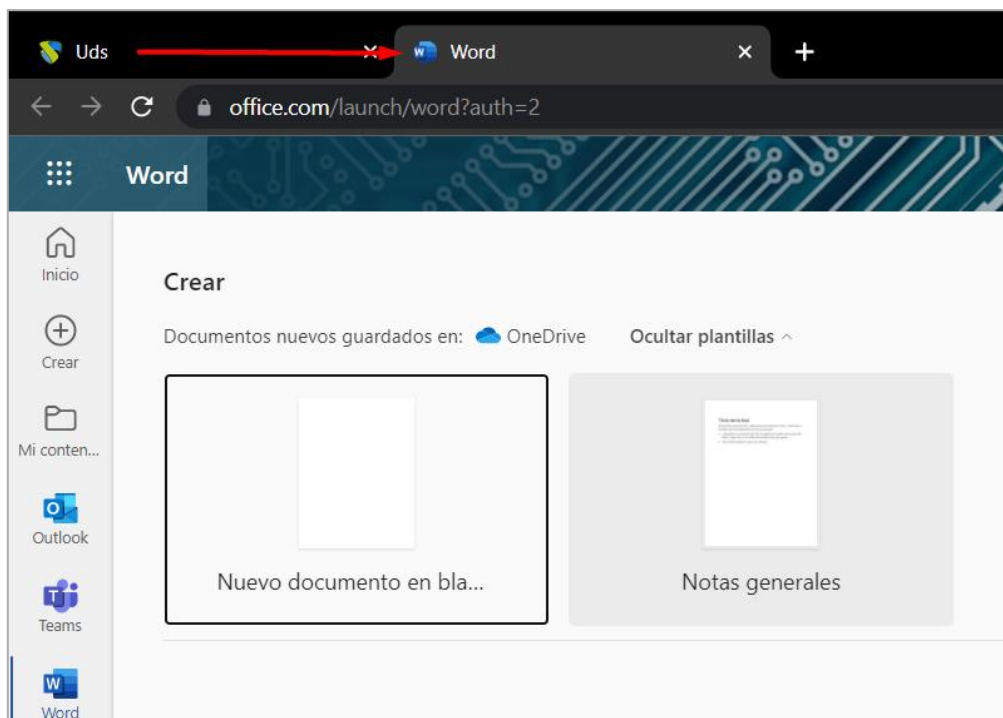 Uds
Word
office.com/launch/word?auth=2
Word
Inicio
Crear
Mi conten...
Outlook
Teams
Word
Crear
Documentos nuevos guardados en: OneDrive Ocultar plantillas
Nuevo documento en bla...
Notas generales